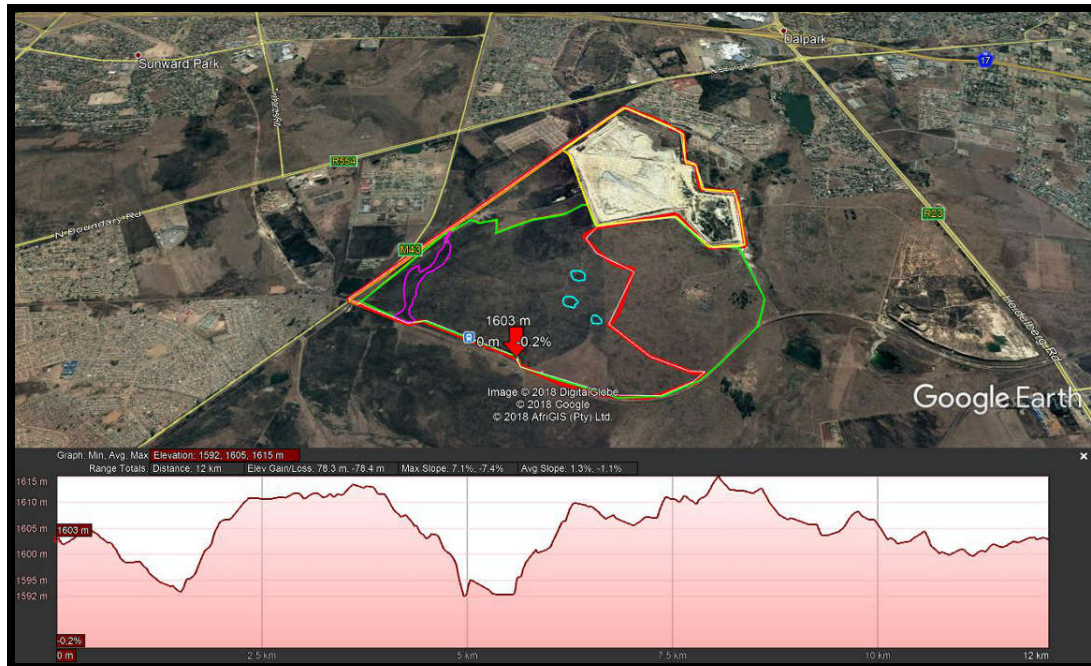 Dalpark
Sunward Park
17
R554
N Boundary Rd
M43
R23
Heidelberg Rd
1603 m
0 m -0.2%
Image © 2018 DigitalGlobe
© 2018 Google
© 2018 AfriGIS (Pty) Ltd.
Google Earth
Graph: Min, Avg, Max Elevation: 1592, 1605, 1615 m
Range Totals: Distance: 12 km Elev Gain/Loss: 78.3 m, -78.4 m Max Slope: 7.1%, -7.4% Avg Slope: 1.3%, -1.1%
1615 m
1610 m
1605 m
1603 m
1600 m
1595 m
1592 m
-0.2%
0 m 2.5 km 5 km 7.5 km 10 km 12 km